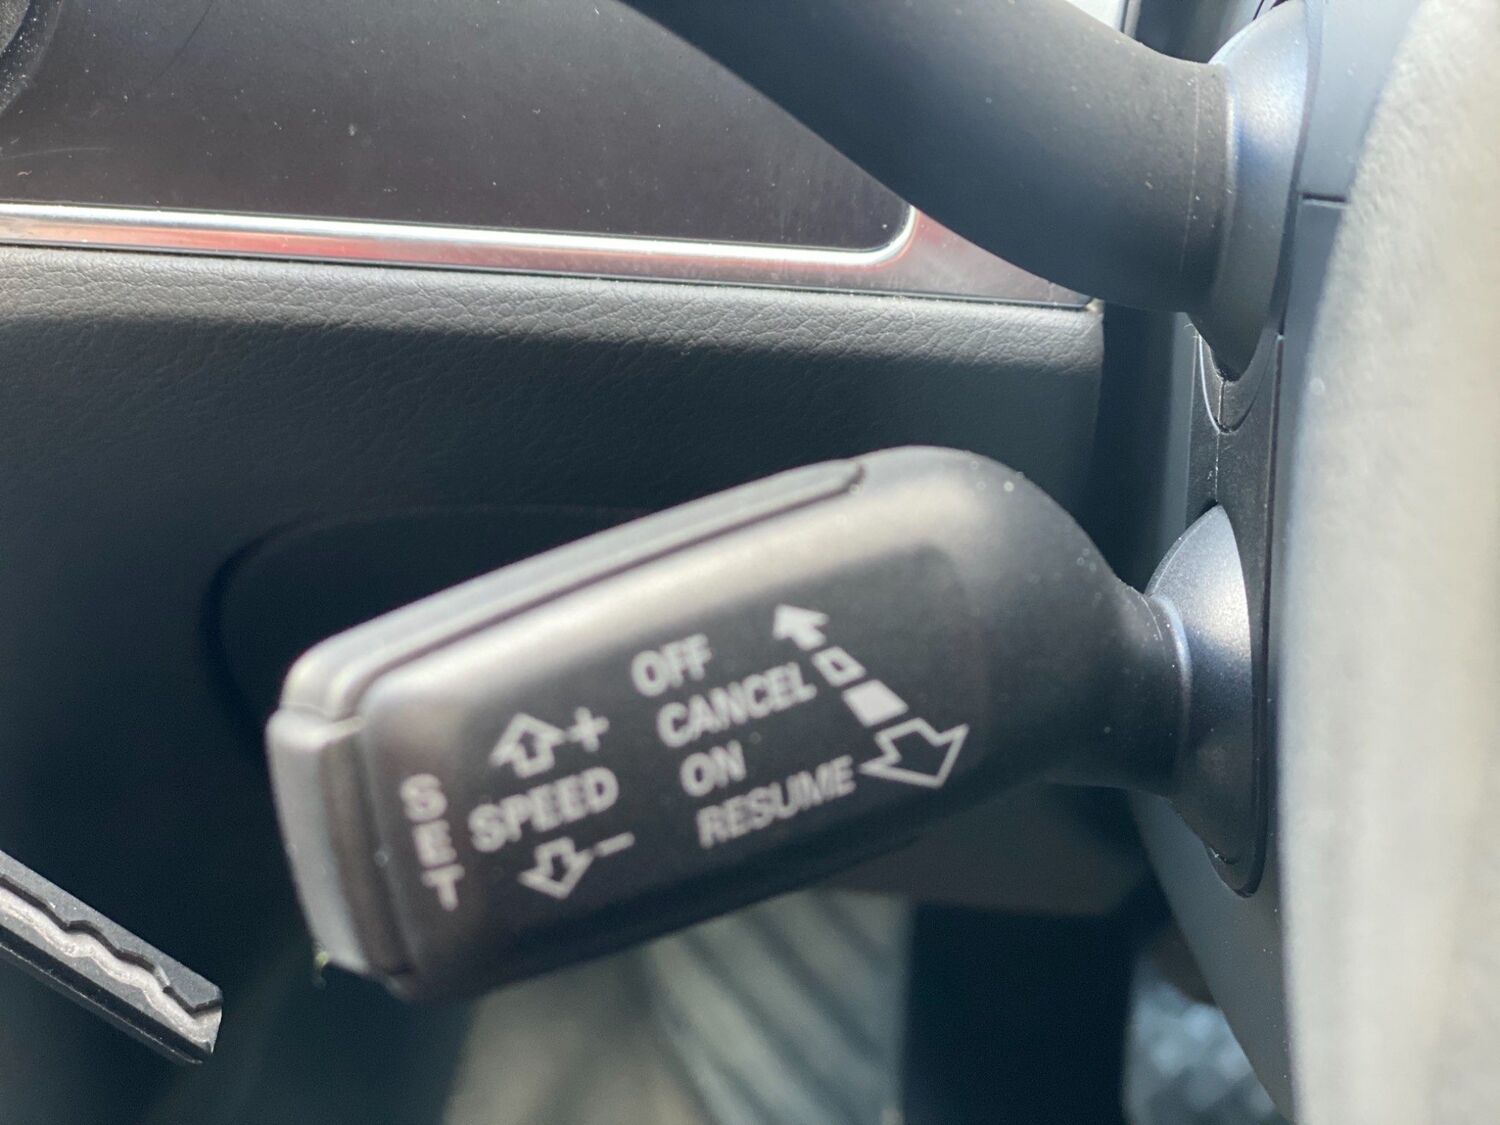 OFF
CANCEL
ON
RESUME
+
SPEED
−
SET